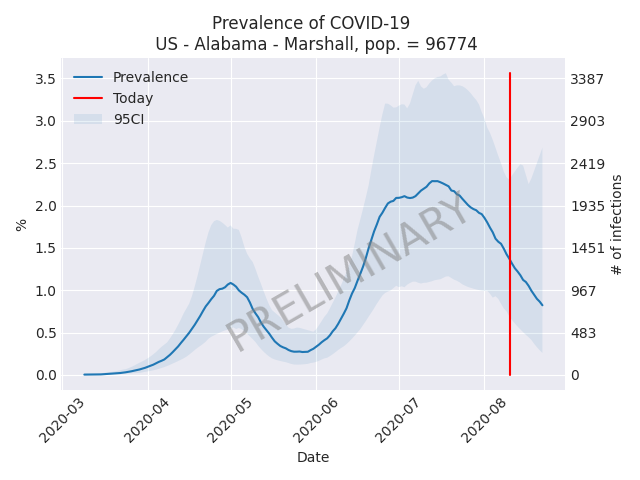 Prevalence of COVID-19
US - Alabama - Marshall, pop. = 96774
Prevalence
Today
95CI
3.5
3.0
2.5
2.0
1.5
1.0
0.5
0.0
%
3387
2903
2419
1935
1451
967
483
0
# of infections
PRELIMINARY
2020-03
2020-04
2020-05
2020-06
2020-07
2020-08
Date